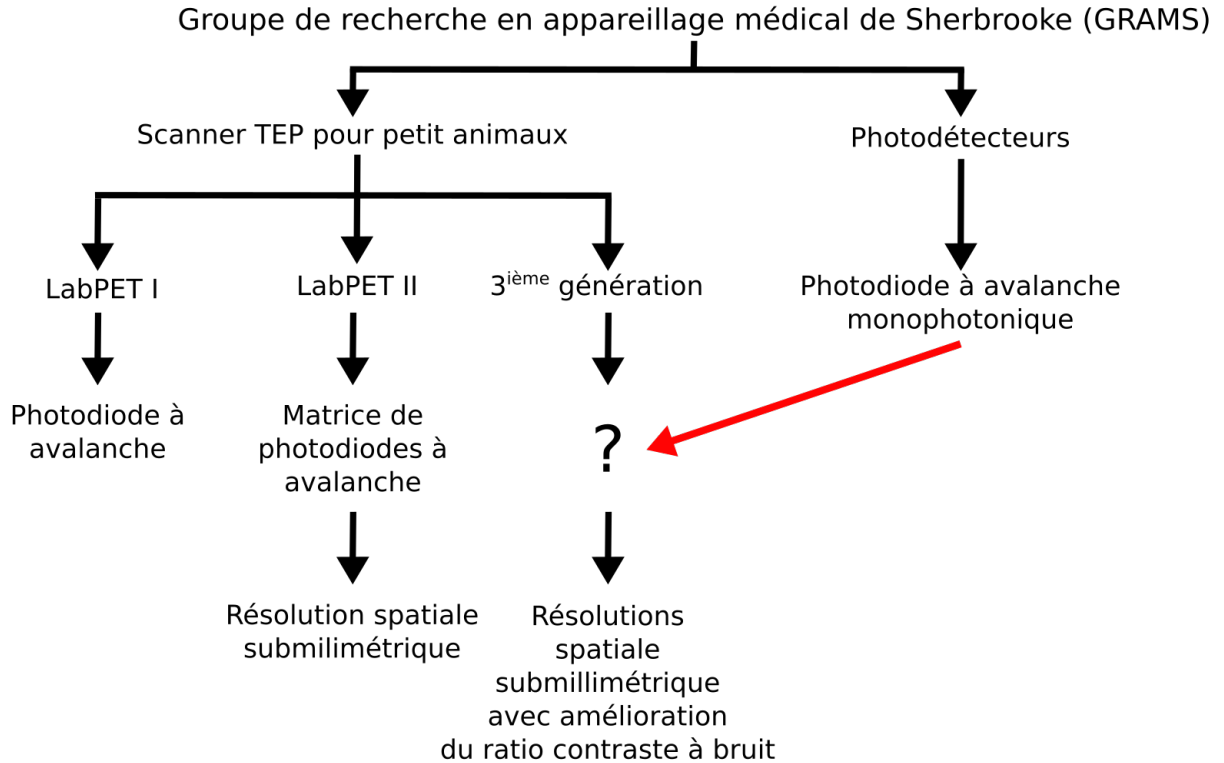 Groupe de recherche en appareillage médical de Sherbrooke (GRAMS)
Scanner TEP pour petit animaux
Photodétecteurs
LabPET I
LabPET II
3ième génération
Photodiode à avalanche
monophotonique
Photodiode à
avalanche
Matrice de
photodiodes à
avalanche
?
Résolution spatiale
submilimétrique
Résolutions
spatiale
submillimétrique
avec amélioration
du ratio contraste à bruit